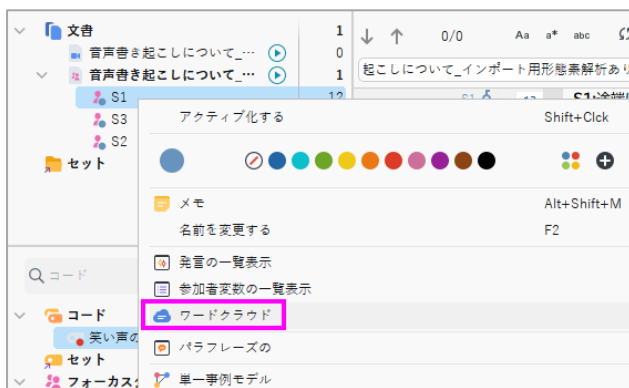 文書 1
音声書き起こしについて_… 0
音声書き起こしについて_… 1
S1 12
S3
S2
セット
0/0 Aa a* abc
起こしについて_インポート用形態素解析あり
アクティブ化する Shift+Clck
メモ Alt+Shift+M
名前を変更する F2
発言の一覧表示
参加者変数の一覧表示
ワードクラウド
パラフレーズの
単一事例モデル
コード
コード
笑い声の
セット
フォーカス